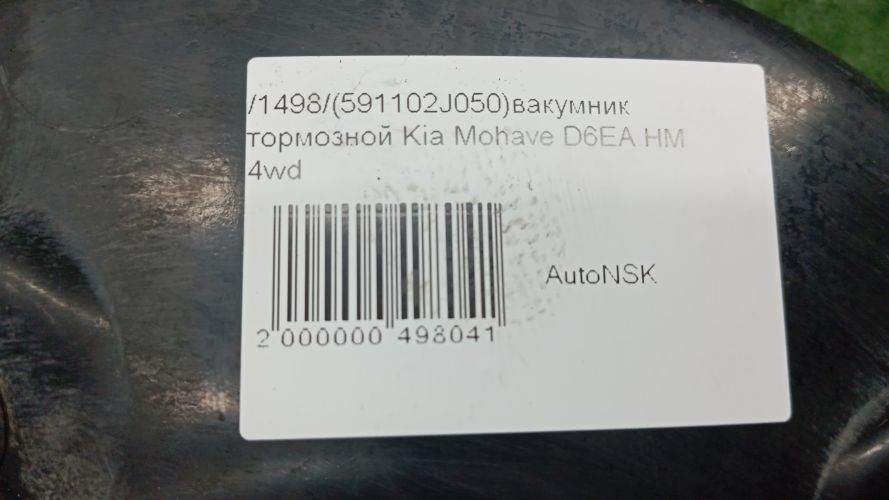 /1498/(591102J050)вакумник
тормозной Kia Mohave D6EA HM
4wd
AutoNSK
2 000000 498041